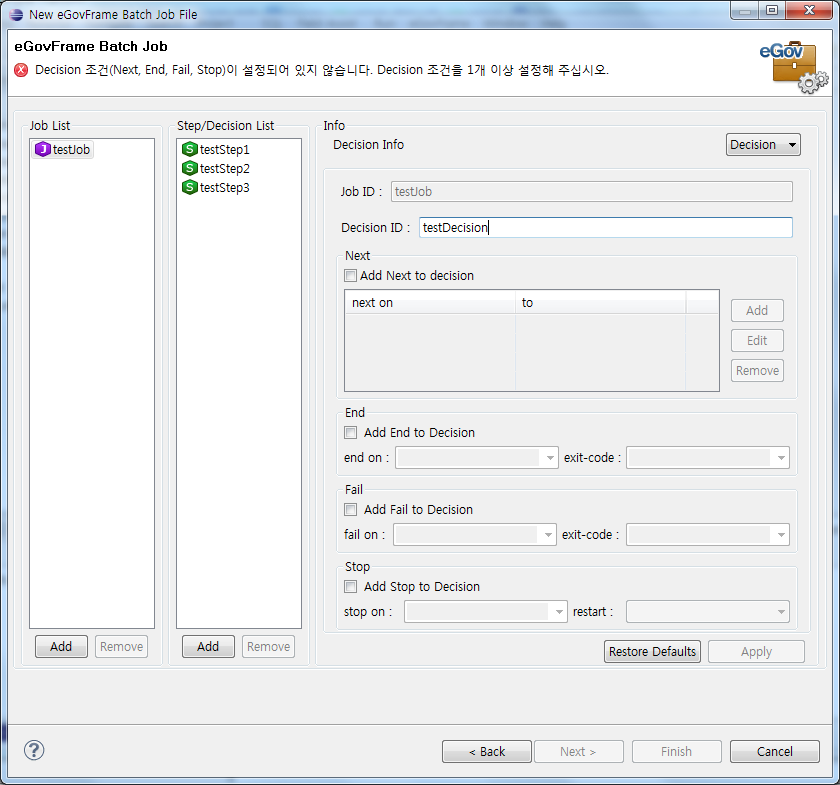 New eGovFrame Batch Job File
eGovFrame Batch Job
Decision 조건(Next, End, Fail, Stop)이 설정되어 있지 않습니다. Decision 조건을 1개 이상 설정해 주십시오.
eGov
Job List
Step/Decision List
Info
J testJob
S testStep1
S testStep2
S testStep3
Decision Info
Decision
Job ID : testJob
Decision ID : testDecision
Next
Add Next to decision
next on to
Add
Edit
Remove
End
Add End to Decision
end on : exit-code :
Fail
Add Fail to Decision
fail on : exit-code :
Stop
Add Stop to Decision
stop on : restart :
Add Remove Add Remove
Restore Defaults Apply
? < Back Next > Finish Cancel